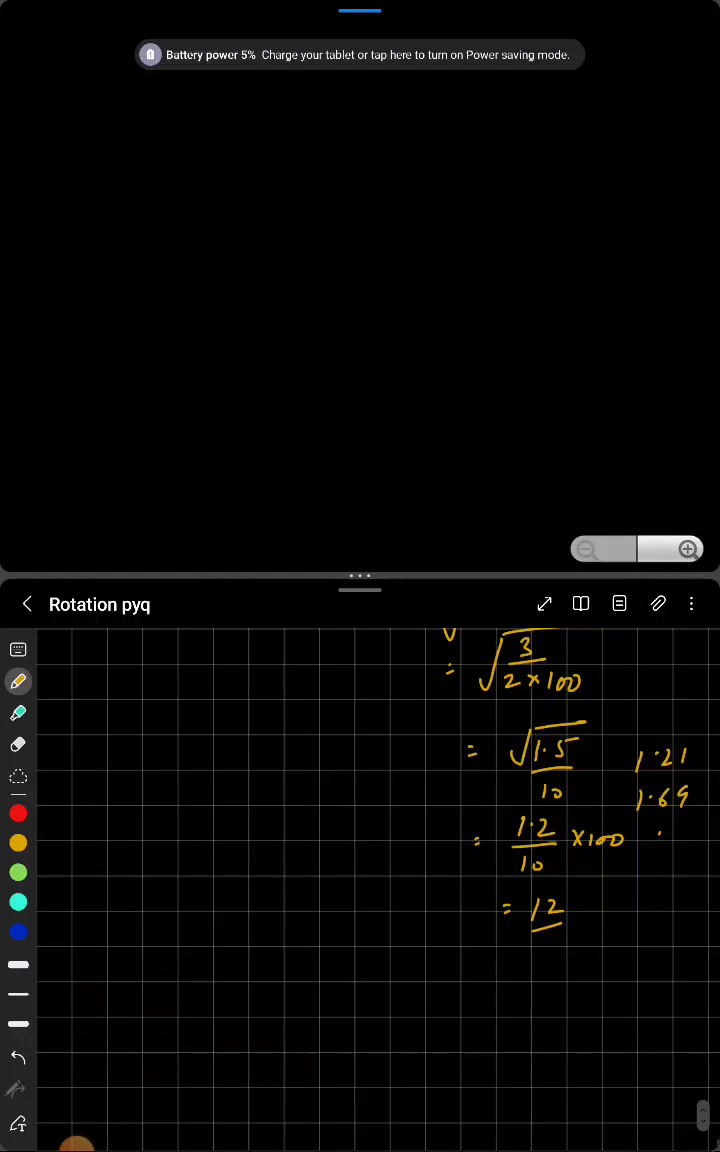 Battery power 5% Charge your tablet or tap here to turn on Power saving mode.
Rotation pyq
= √(3 / 2 × 100)
= √1.5 / 10
1.21
1.69
= 1.2 / 10 × 100
= 12